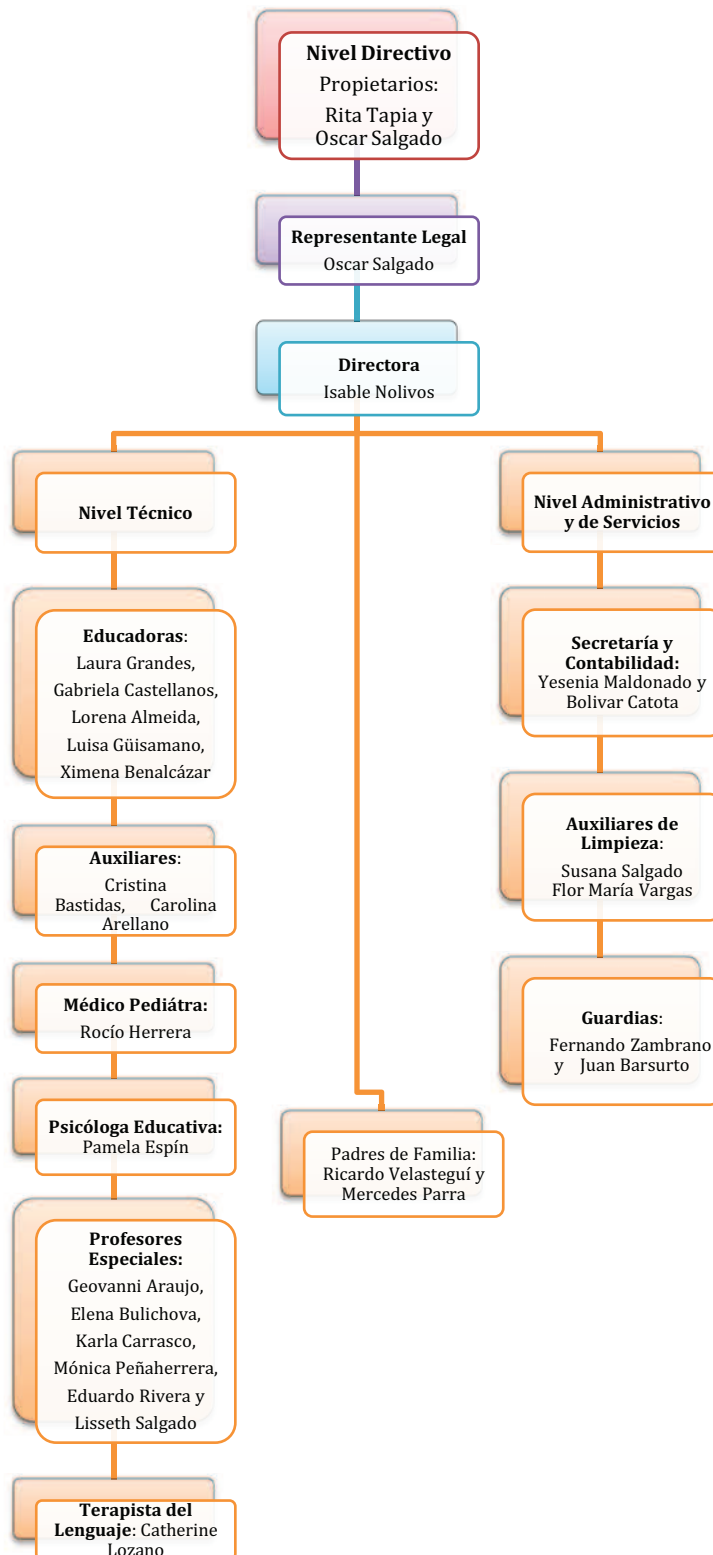 Nivel Directivo
Propietarios:
Rita Tapia y
Oscar Salgado
Representante Legal
Oscar Salgado
Directora
Isable Nolivos
Nivel Técnico
Educadoras:
Laura Grandes,
Gabriela Castellanos,
Lorena Almeida,
Luisa Güisamano,
Ximena Benalcázar
Auxiliares:
Cristina
Bastidas, Carolina
Arellano
Médico Pediátra:
Rocío Herrera
Psicóloga Educativa:
Pamela Espín
Profesores
Especiales:
Geovanni Araujo,
Elena Bulichova,
Karla Carrasco,
Mónica Peñaherrera,
Eduardo Rivera y
Lisseth Salgado
Terapista del
Lenguaje: Catherine
Lozano
Padres de Familia:
Ricardo Velasteguí y
Mercedes Parra
Nivel Administrativo
y de Servicios
Secretaría y
Contabilidad:
Yesenia Maldonado y
Bolivar Catota
Auxiliares de
Limpieza:
Susana Salgado
Flor María Vargas
Guardias:
Fernando Zambrano
y Juan Barsurto